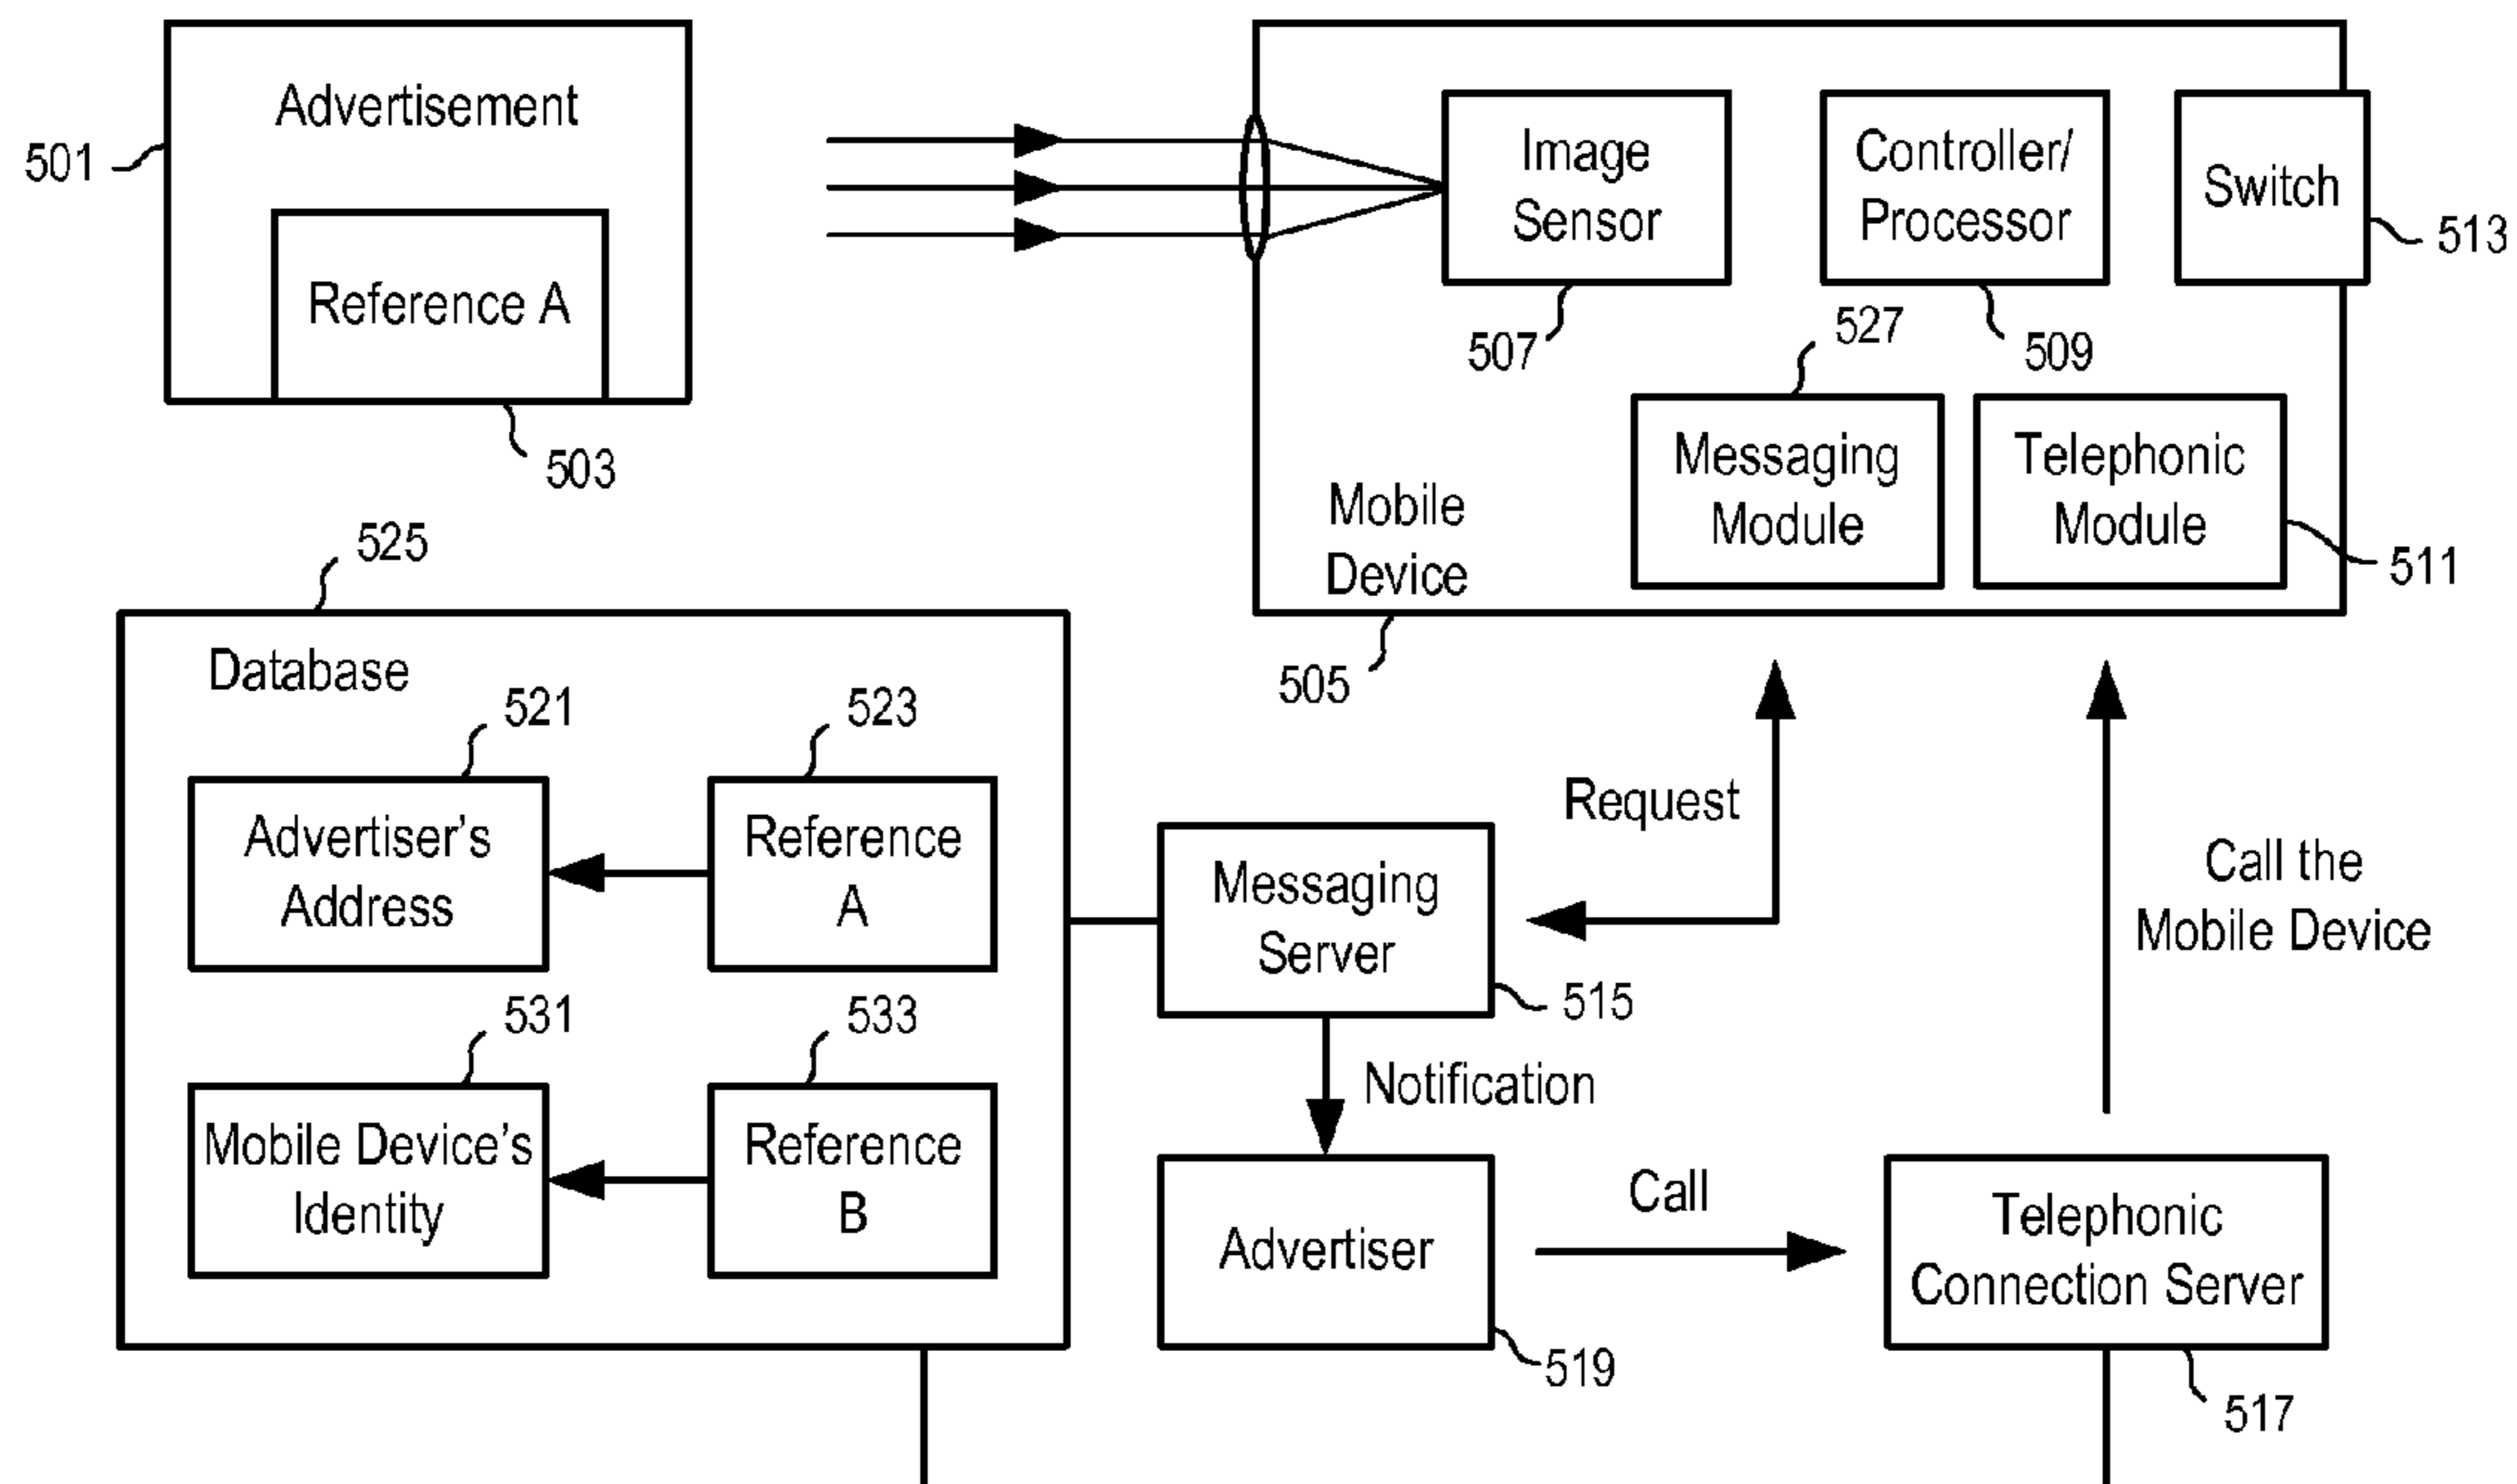 Advertisement
501
Reference A
503
Image
Sensor
507
Controller/
Processor
509
Switch
513
527
Messaging
Module
Telephonic
Module
511
Mobile
Device
505
525
Database
521
523
Advertiser's
Address
Reference
A
531
533
Mobile Device's
Identity
Reference
B
Messaging
Server
515
Request
Call the
Mobile Device
Notification
Advertiser
519
Call
Telephonic
Connection Server
517